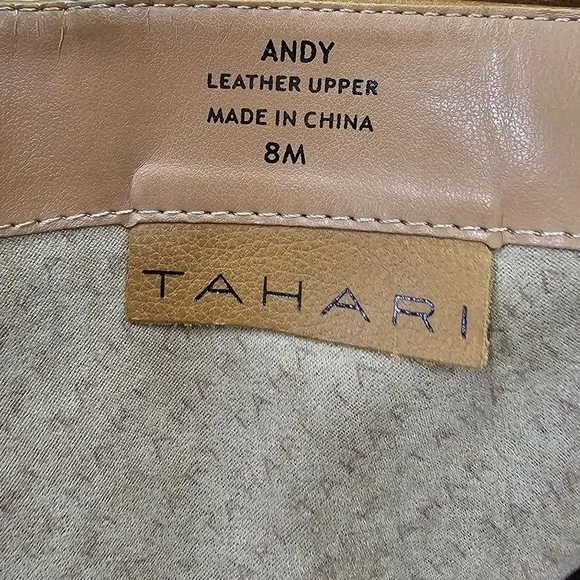 ANDY
LEATHER UPPER
MADE IN CHINA
8M
TAHARI